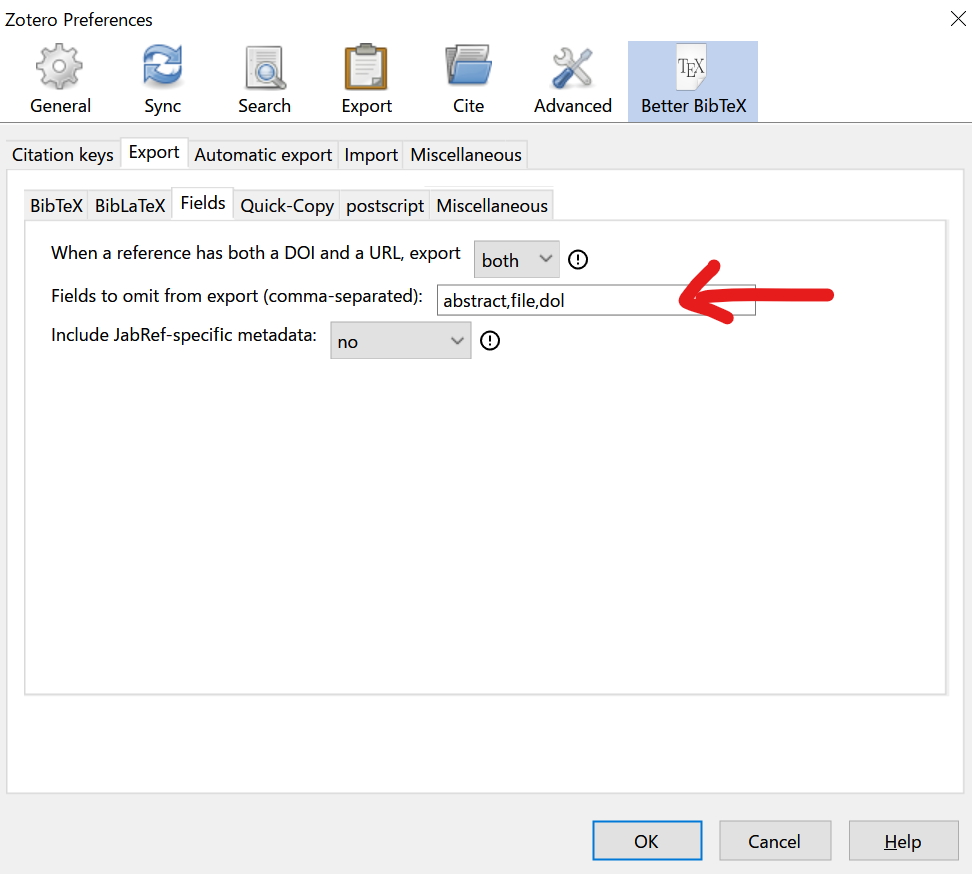 Zotero Preferences
General Sync Search Export Cite Advanced TEX Better BibTeX
Citation keys Export Automatic export Import Miscellaneous
BibTeX BibLaTeX Fields Quick-Copy postscript Miscellaneous
When a reference has both a DOI and a URL, export both
Fields to omit from export (comma-separated): abstract,file,dol
Include JabRef-specific metadata: no
OK Cancel Help